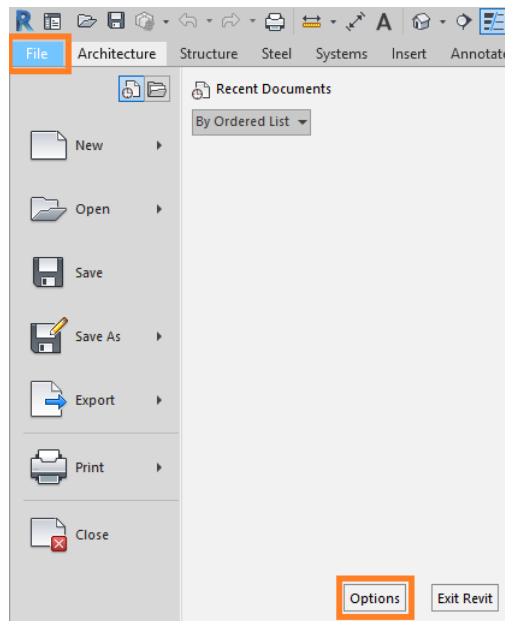 R A
File Architecture Structure Steel Systems Insert Annotate
Recent Documents
By Ordered List
New
Open
Save
Save As
Export
Print
Close
Options Exit Revit